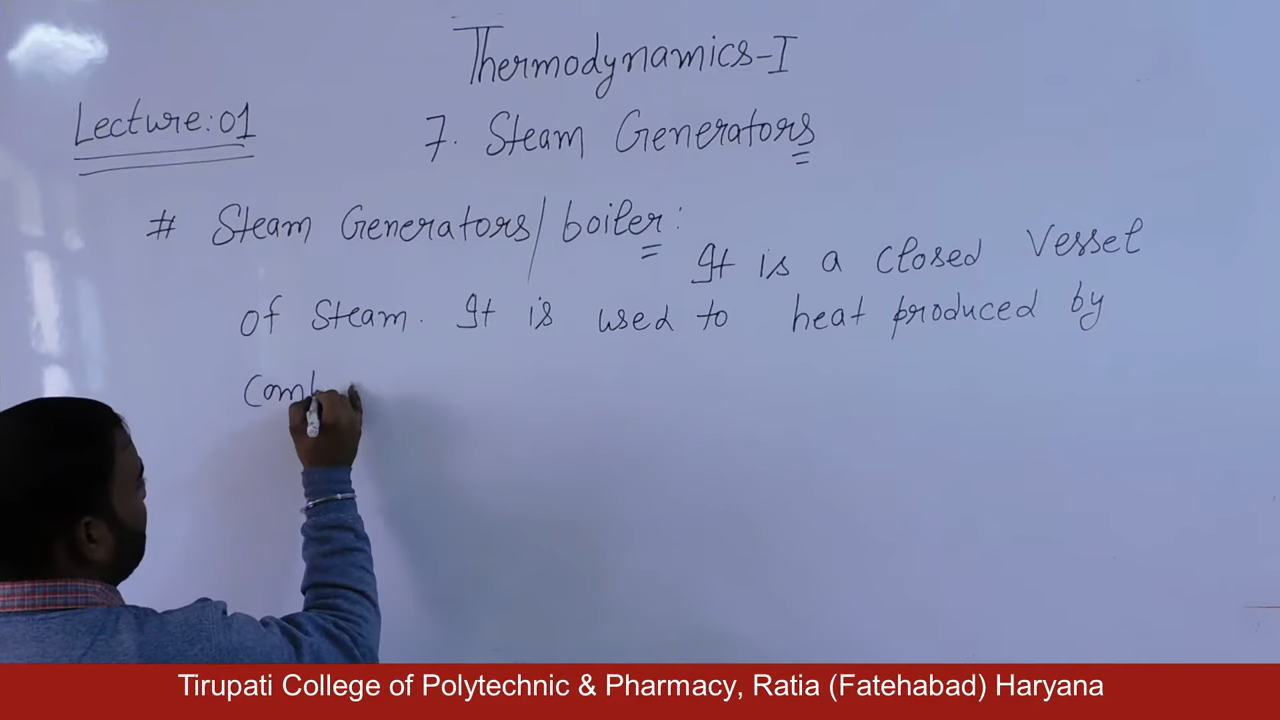 Thermodynamics-I
Lecture:01
7. Steam Generators
# Steam Generators/boiler:
It is a closed vessel
of steam. It is used to heat produced by
Comb
Tirupati College of Polytechnic & Pharmacy, Ratia (Fatehabad) Haryana